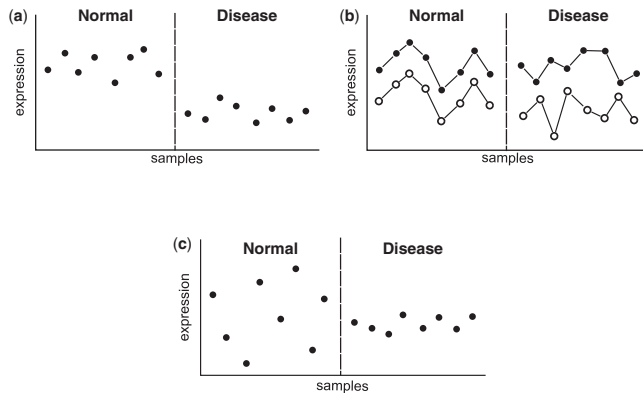 (a)
Normal
Disease
expression
samples
(b)
Normal
Disease
expression
samples
(c)
Normal
Disease
expression
samples